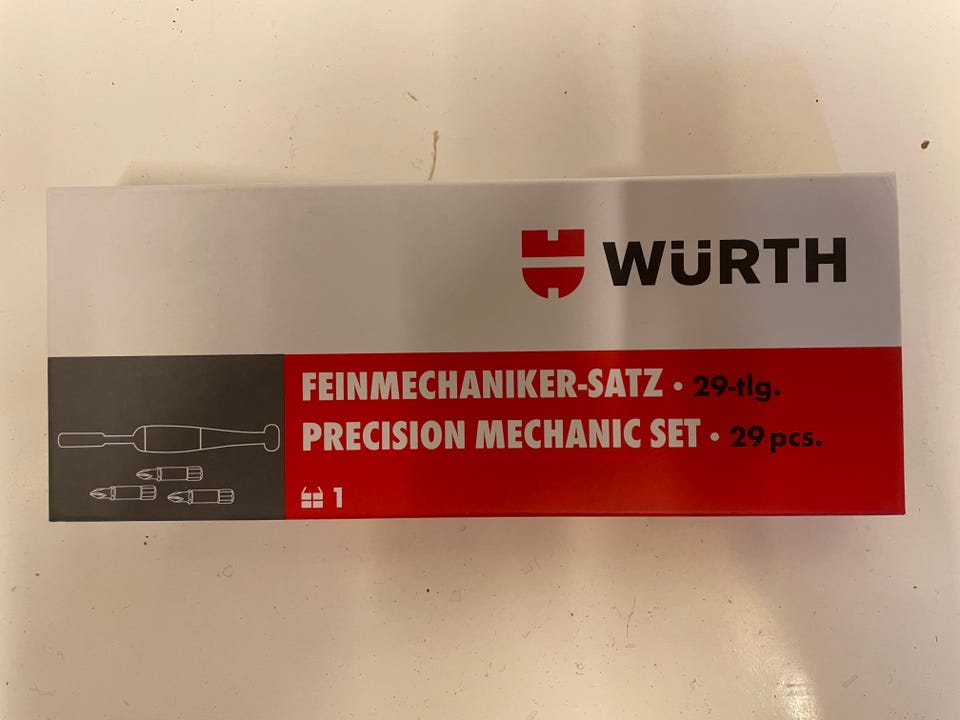 WÜRTH
FEINMECHANIKER-SATZ • 29-tlg.
PRECISION MECHANIC SET • 29 pcs.
1